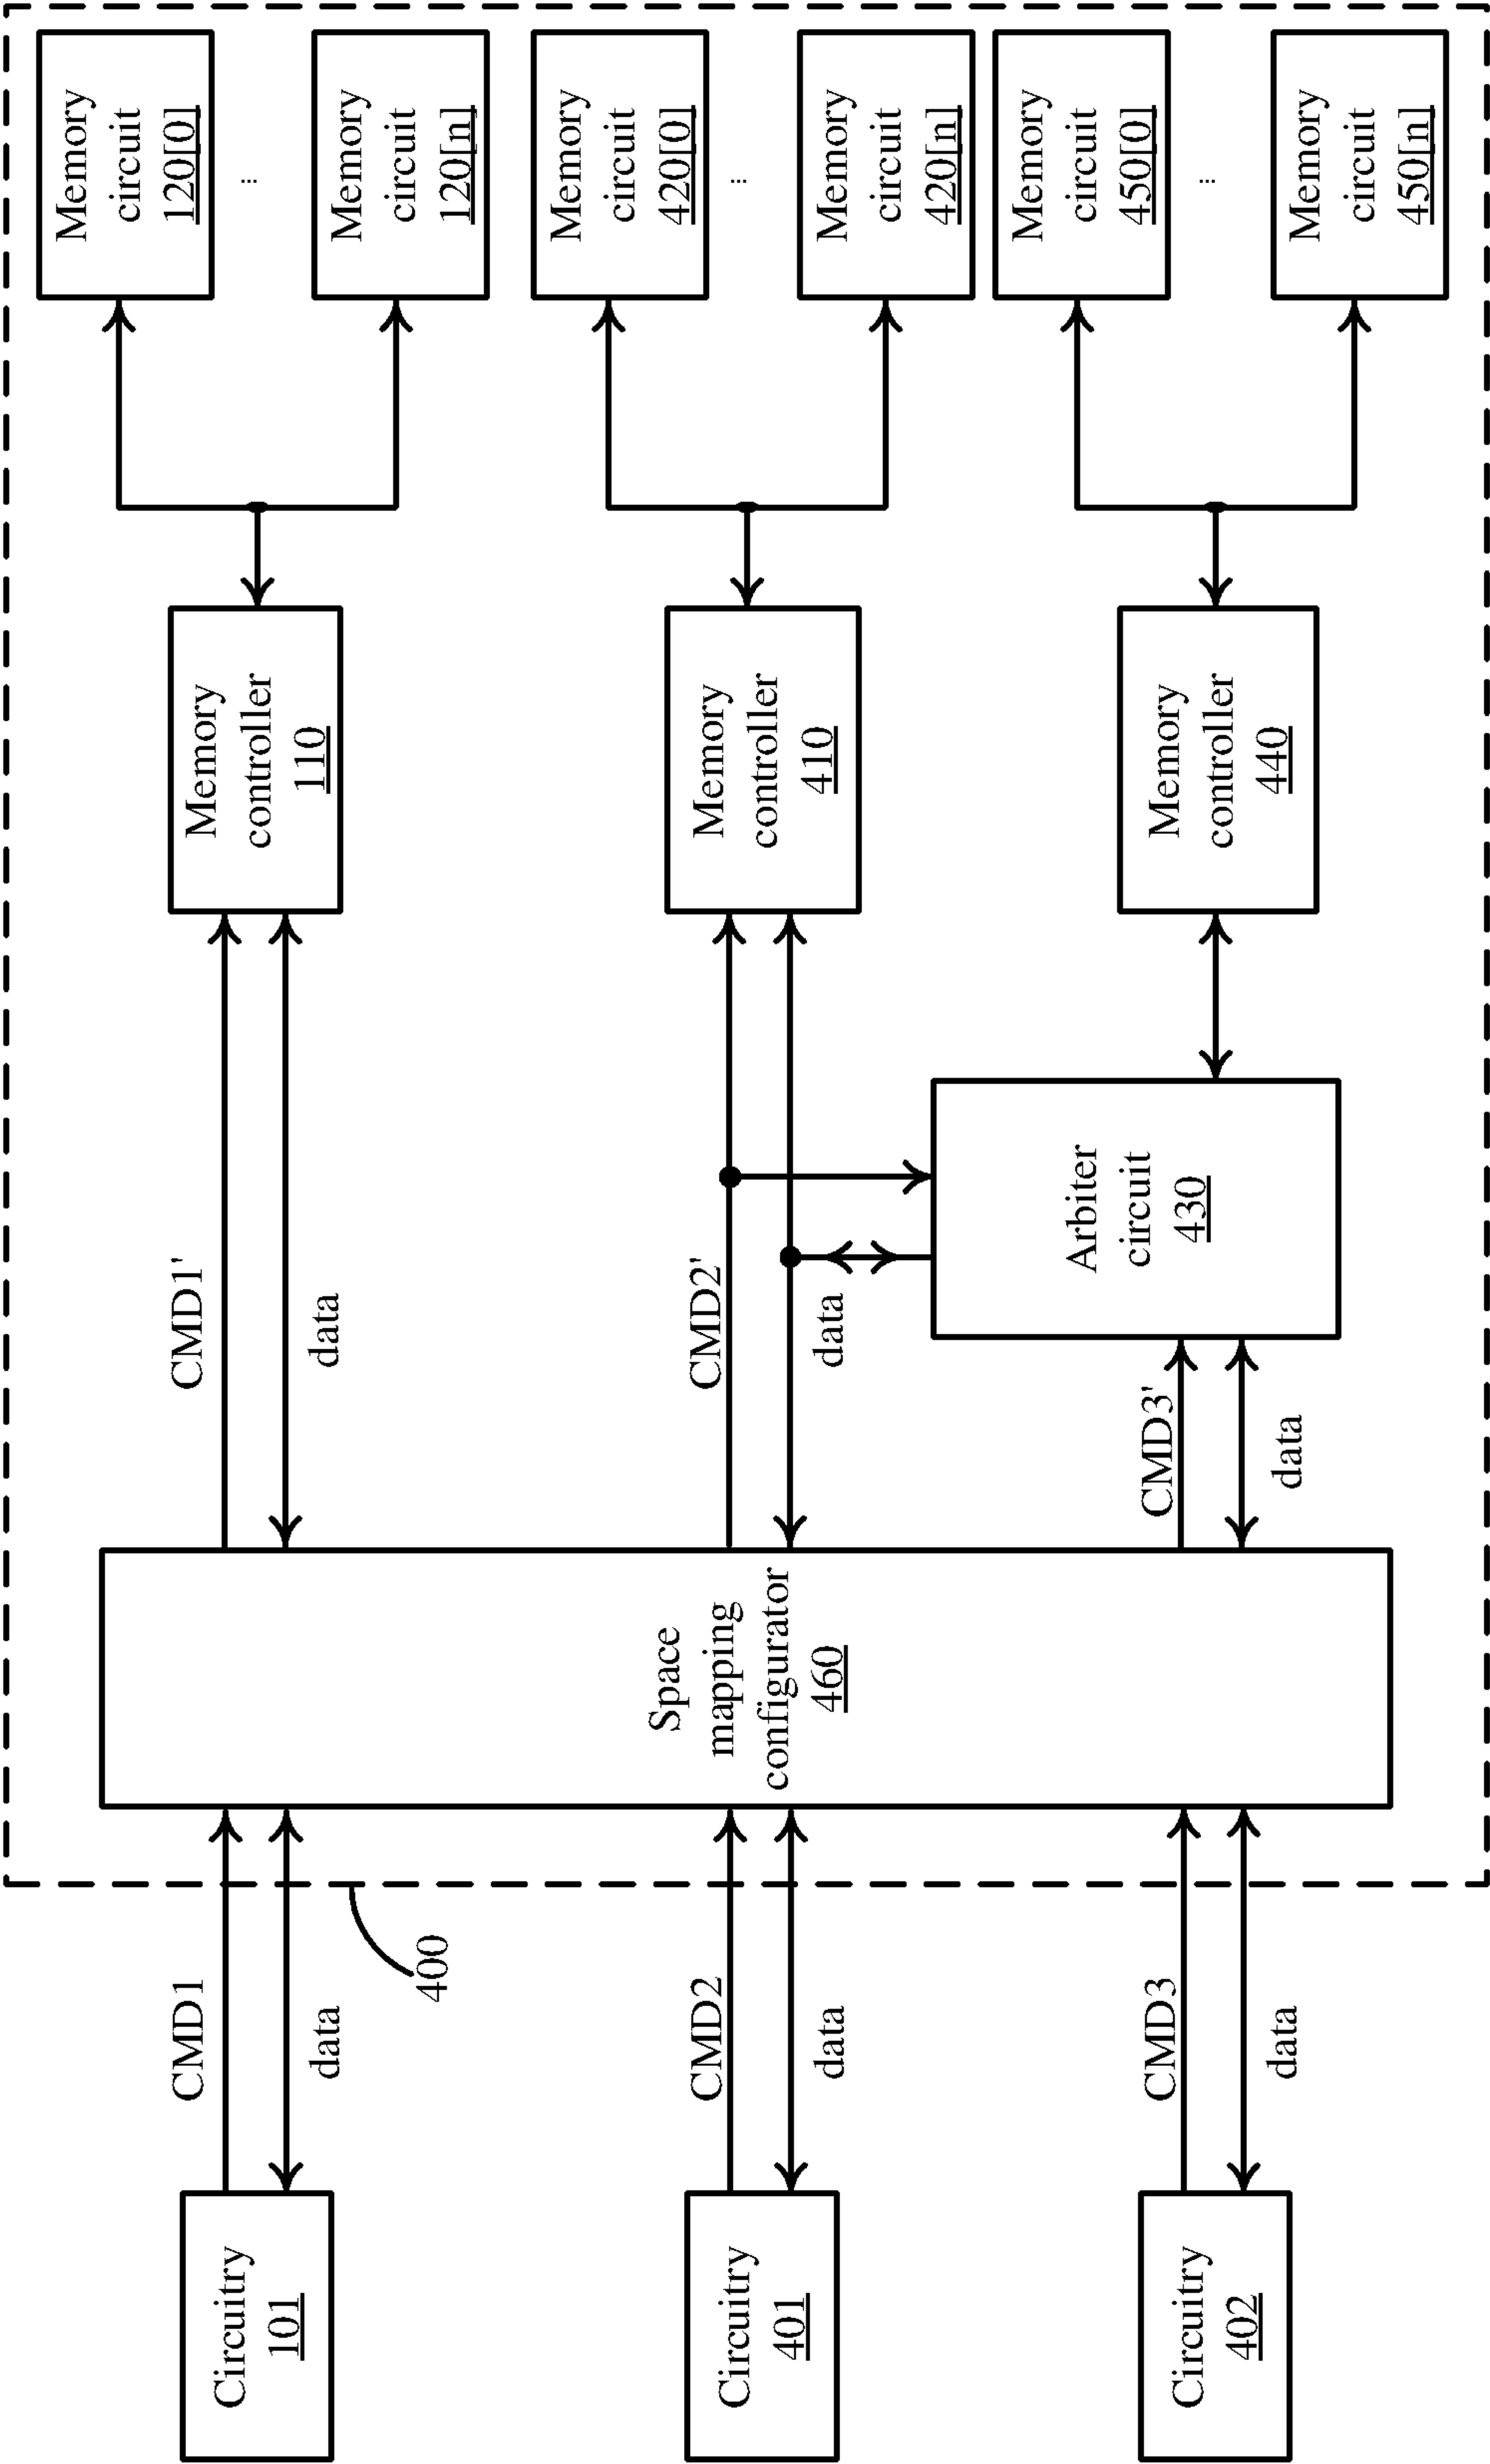 Circuitry
101
CMD1
data
400
Circuitry
401
CMD2
data
Circuitry
402
CMD3
data
Space
mapping
configurator
460
CMD1'
data
CMD2'
data
CMD3'
data
Arbiter
circuit
430
Memory
controller
110
Memory
controller
410
Memory
controller
440
Memory
circuit
120[0]
...
Memory
circuit
120[n]
Memory
circuit
420[0]
...
Memory
circuit
420[n]
Memory
circuit
450[0]
...
Memory
circuit
450[n]